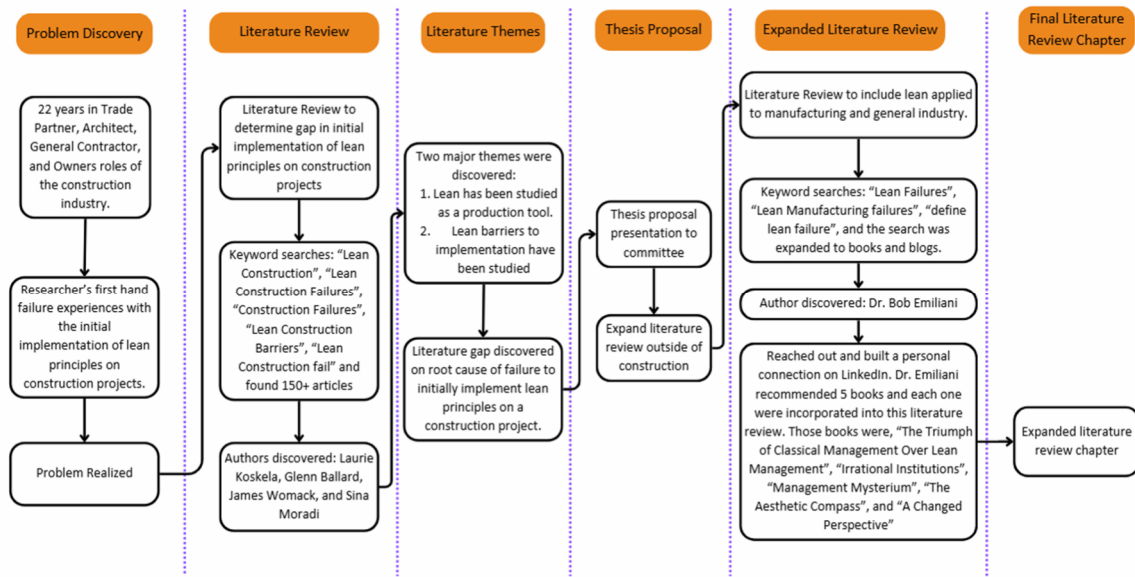 Problem Discovery
22 years in Trade
Partner, Architect,
General Contractor,
and Owners roles of
the construction
industry.
Researcher's first hand
failure experiences with
the initial
implementation of lean
principles on
construction projects.
Problem Realized
Literature Review
Literature Review to
determine gap in initial
implementation of lean
principles on construction
projects
Keyword searches: "Lean
Construction", "Lean
Construction Failures",
"Construction Failures",
"Lean Construction
Barriers", "Lean
Construction fail" and
found 150+ articles
Authors discovered: Laurie
Koskela, Glenn Ballard,
James Womack, and Sina
Moradi
Literature Themes
Two major themes were
discovered:
1. Lean has been studied
as a production tool.
2. Lean barriers to
implementation have
been studied
Literature gap discovered
on root cause of failure to
initially implement lean
principles on a
construction project.
Thesis Proposal
Thesis proposal
presentation to
committee
Expand literature
review outside of
construction
Expanded Literature Review
Literature Review to include lean applied
to manufacturing and general industry.
Keyword searches: "Lean Failures",
"Lean Manufacturing failures", "define
lean failure", and the search was
expanded to books and blogs.
Author discovered: Dr. Bob Emiliani
Reached out and built a personal
connection on LinkedIn. Dr. Emiliani
recommended 5 books and each one
were incorporated into this literature
review. Those books were, "The Triumph
of Classical Management Over Lean
Management", "Irrational Institutions",
"Management Mysterium", "The
Aesthetic Compass", and "A Changed
Perspective"
Final Literature
Review Chapter
Expanded literature
review chapter